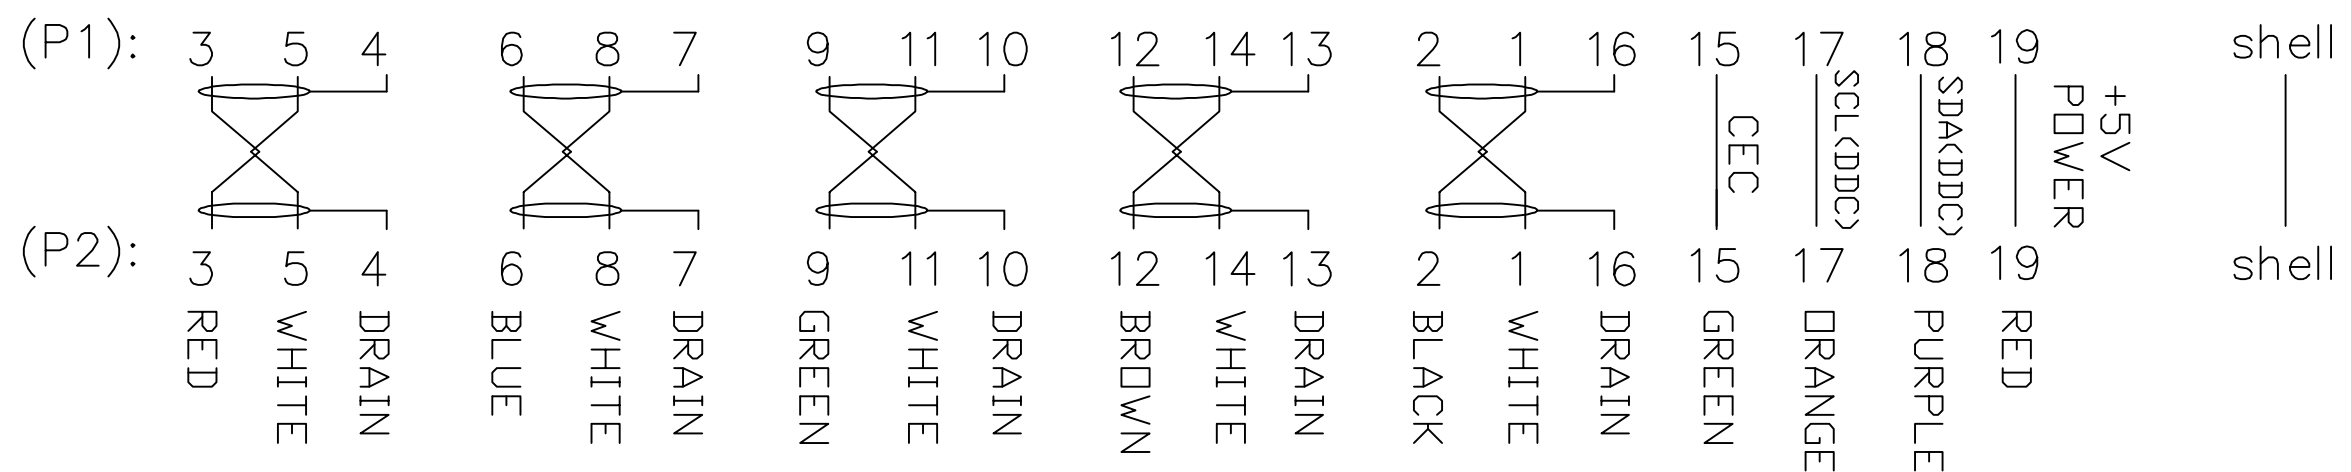 (P1): 3 5 4 6 8 7 9 11 10 12 14 13 2 1 16 15 17 18 19 shell
CEC
SCL(DDC)
SDA(DDC)
+5V
POWER
(P2): 3 5 4 6 8 7 9 11 10 12 14 13 2 1 16 15 17 18 19 shell
RED
WHITE
DRAIN
BLUE
WHITE
DRAIN
GREEN
WHITE
DRAIN
BROWN
WHITE
DRAIN
BLACK
WHITE
DRAIN
GREEN
ORANGE
PURPLE
RED